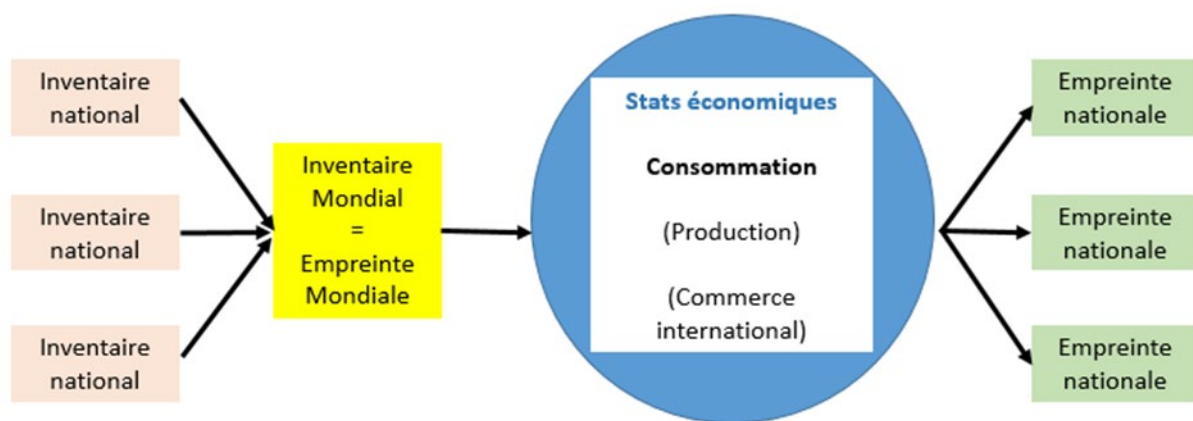 Inventaire
national
Inventaire
national
Inventaire
national
Inventaire
Mondial
=
Empreinte
Mondiale
Stats économiques
Consommation
(Production)
(Commerce
international)
Empreinte
nationale
Empreinte
nationale
Empreinte
nationale